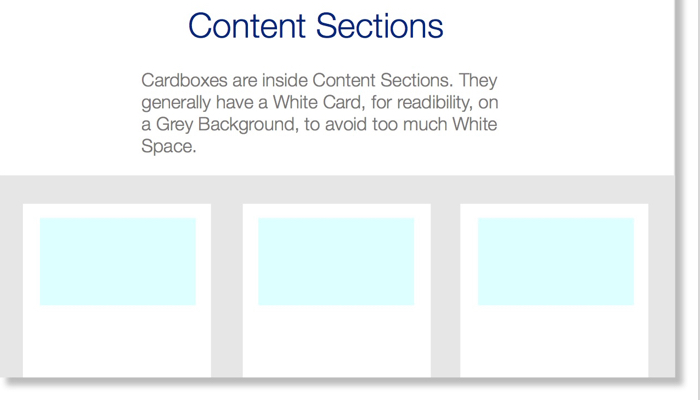 Content Sections
Cardboxes are inside Content Sections. They
generally have a White Card, for readibility, on
a Grey Background, to avoid too much White
Space.